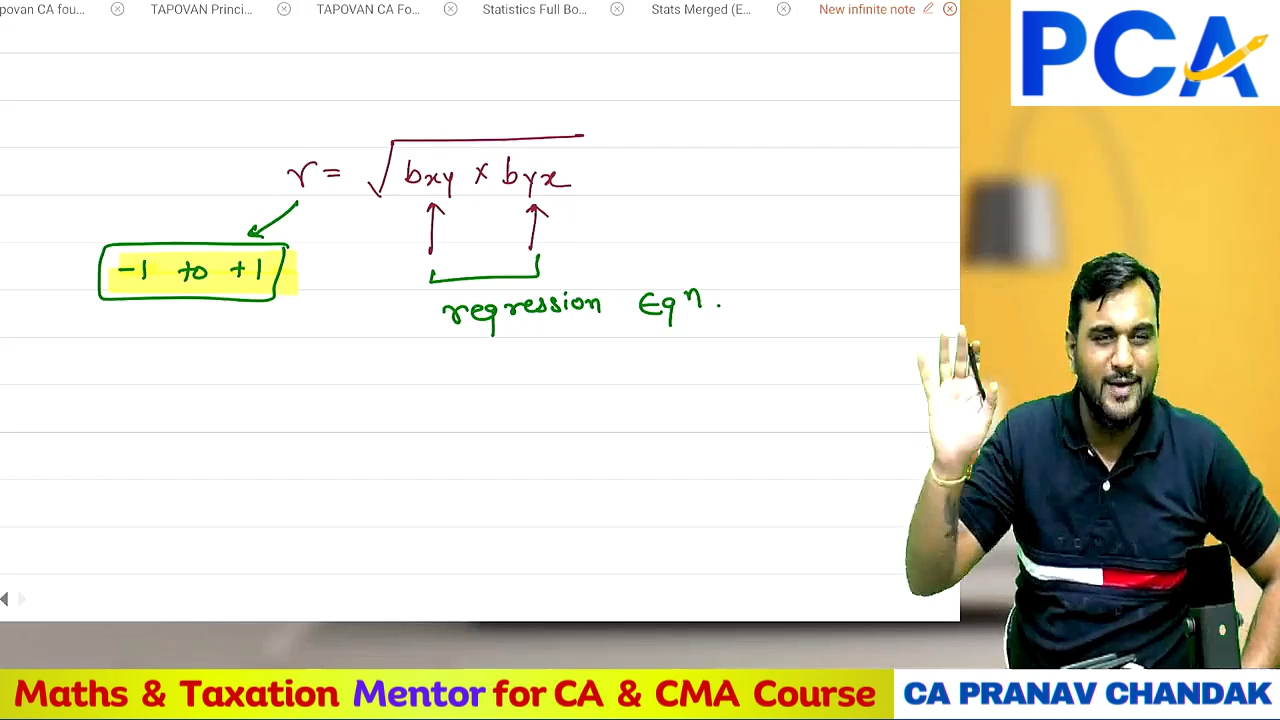 povan CA fou... TAPOVAN Princi... TAPOVAN CA Fo... Statistics Full Bo... Stats Merged (E... New infinite note
PCA
r = √bxy × byx
-1 to +1
regression Eqⁿ.
Maths & Taxation Mentor for CA & CMA Course
CA PRANAV CHANDAK